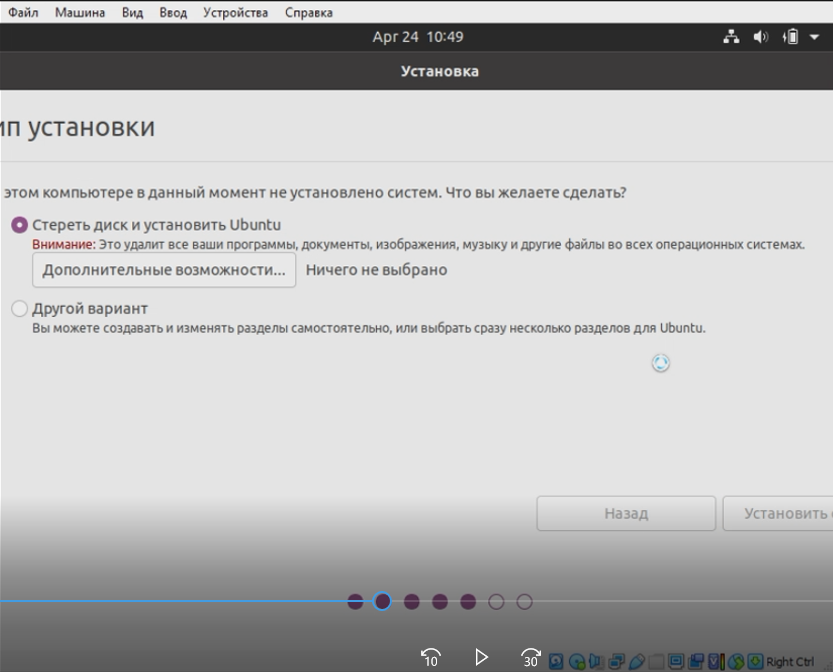 Файл Машина Вид Ввод Устройства Справка
Apr 24 10:49
Установка
ип установки
этом компьютере в данный момент не установлено систем. Что вы желаете сделать?
Стереть диск и установить Ubuntu
Внимание: Это удалит все ваши программы, документы, изображения, музыку и другие файлы во всех операционных системах.
Дополнительные возможности... Ничего не выбрано
Другой вариант
Вы можете создавать и изменять разделы самостоятельно, или выбрать сразу несколько разделов для Ubuntu.
Назад Установить
10 30 Right Ctrl